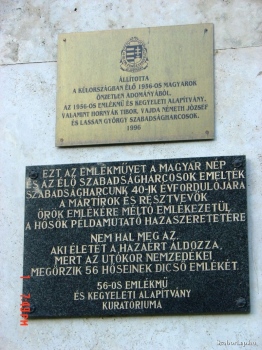 ÁLLÍTOTTA
A KÜLORSZÁGBAN ÉLŐ 1956-OS MAGYAROK
ÖNZETLEN ADOMÁNYÁBÓL,
AZ 1956-OS EMLÉKMŰ ÉS KEGYELETI ALAPÍTVÁNY,
VALAMINT HORNYÁK TIBOR, VAJDA NÉMETH JÓZSEF
ÉS LASSAN GYÖRGY SZABADSÁGHARCOSOK.
1996
EZT AZ EMLÉKMŰVET A MAGYAR NÉP
ÉS AZ ÉLŐ SZABADSÁGHARCOSOK EMELTÉK
SZABADSÁGHARCUNK 40-IK ÉVFORDULÓJÁRA
A MÁRTÍROK ÉS RÉSZTVEVŐK
ÖRÖK EMLÉKÉRE MÉLTÓ EMLÉKEZETÜL
A HŐSÖK PÉLDAMUTATÓ HAZASZERETETÉRE
NEM HAL MEG AZ,
AKI ÉLETÉT A HAZÁÉRT ÁLDOZZA,
MERT AZ UTÓKOR NEMZEDÉKEI
MEGŐRZIK 56 HŐSEINEK DICSŐ EMLÉKÉT.
56-OS EMLÉKMŰ
ÉS KEGYELETI ALAPÍTVÁNY
KURATÓRIUMA